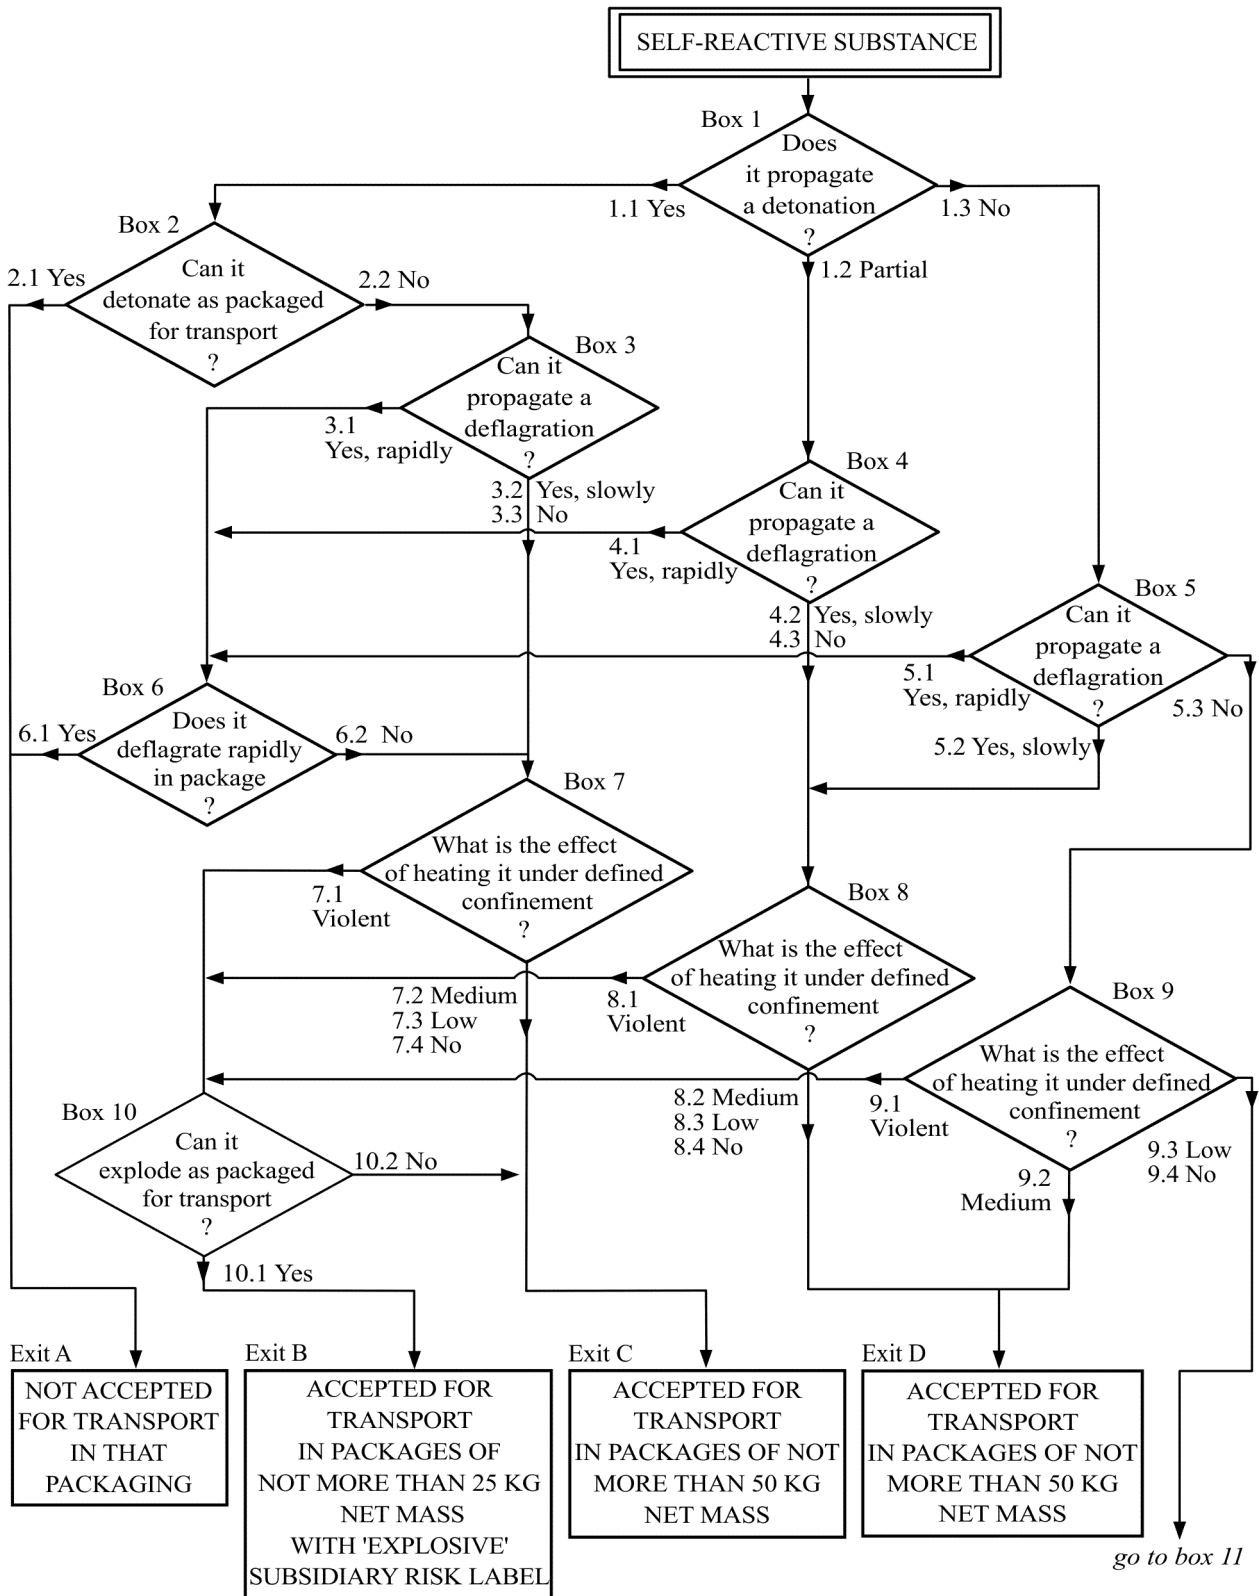 SELF-REACTIVE SUBSTANCE
Box 1
Does
it propagate
a detonation
?
1.1 Yes
1.3 No
1.2 Partial
Box 2
Can it
detonate as packaged
for transport
?
2.1 Yes
2.2 No
Box 3
Can it
propagate a
deflagration
?
3.1
Yes, rapidly
3.2 Yes, slowly
3.3 No
Box 4
Can it
propagate a
deflagration
?
4.1
Yes, rapidly
4.2 Yes, slowly
4.3 No
Box 5
Can it
propagate a
deflagration
?
5.1
Yes, rapidly
5.3 No
5.2 Yes, slowly
Box 6
Does it
deflagrate rapidly
in package
?
6.1 Yes
6.2 No
Box 7
What is the effect
of heating it under defined
confinement
?
7.1
Violent
7.2 Medium
7.3 Low
7.4 No
Box 8
What is the effect
of heating it under defined
confinement
?
8.1
Violent
8.2 Medium
8.3 Low
8.4 No
Box 9
What is the effect
of heating it under defined
confinement
?
9.1
Violent
9.2
Medium
9.3 Low
9.4 No
Box 10
Can it
explode as packaged
for transport
?
10.2 No
10.1 Yes
Exit A
NOT ACCEPTED
FOR TRANSPORT
IN THAT
PACKAGING
Exit B
ACCEPTED FOR
TRANSPORT
IN PACKAGES OF
NOT MORE THAN 25 KG
NET MASS
WITH 'EXPLOSIVE'
SUBSIDIARY RISK LABEL
Exit C
ACCEPTED FOR
TRANSPORT
IN PACKAGES OF NOT
MORE THAN 50 KG
NET MASS
Exit D
ACCEPTED FOR
TRANSPORT
IN PACKAGES OF NOT
MORE THAN 50 KG
NET MASS
go to box 11